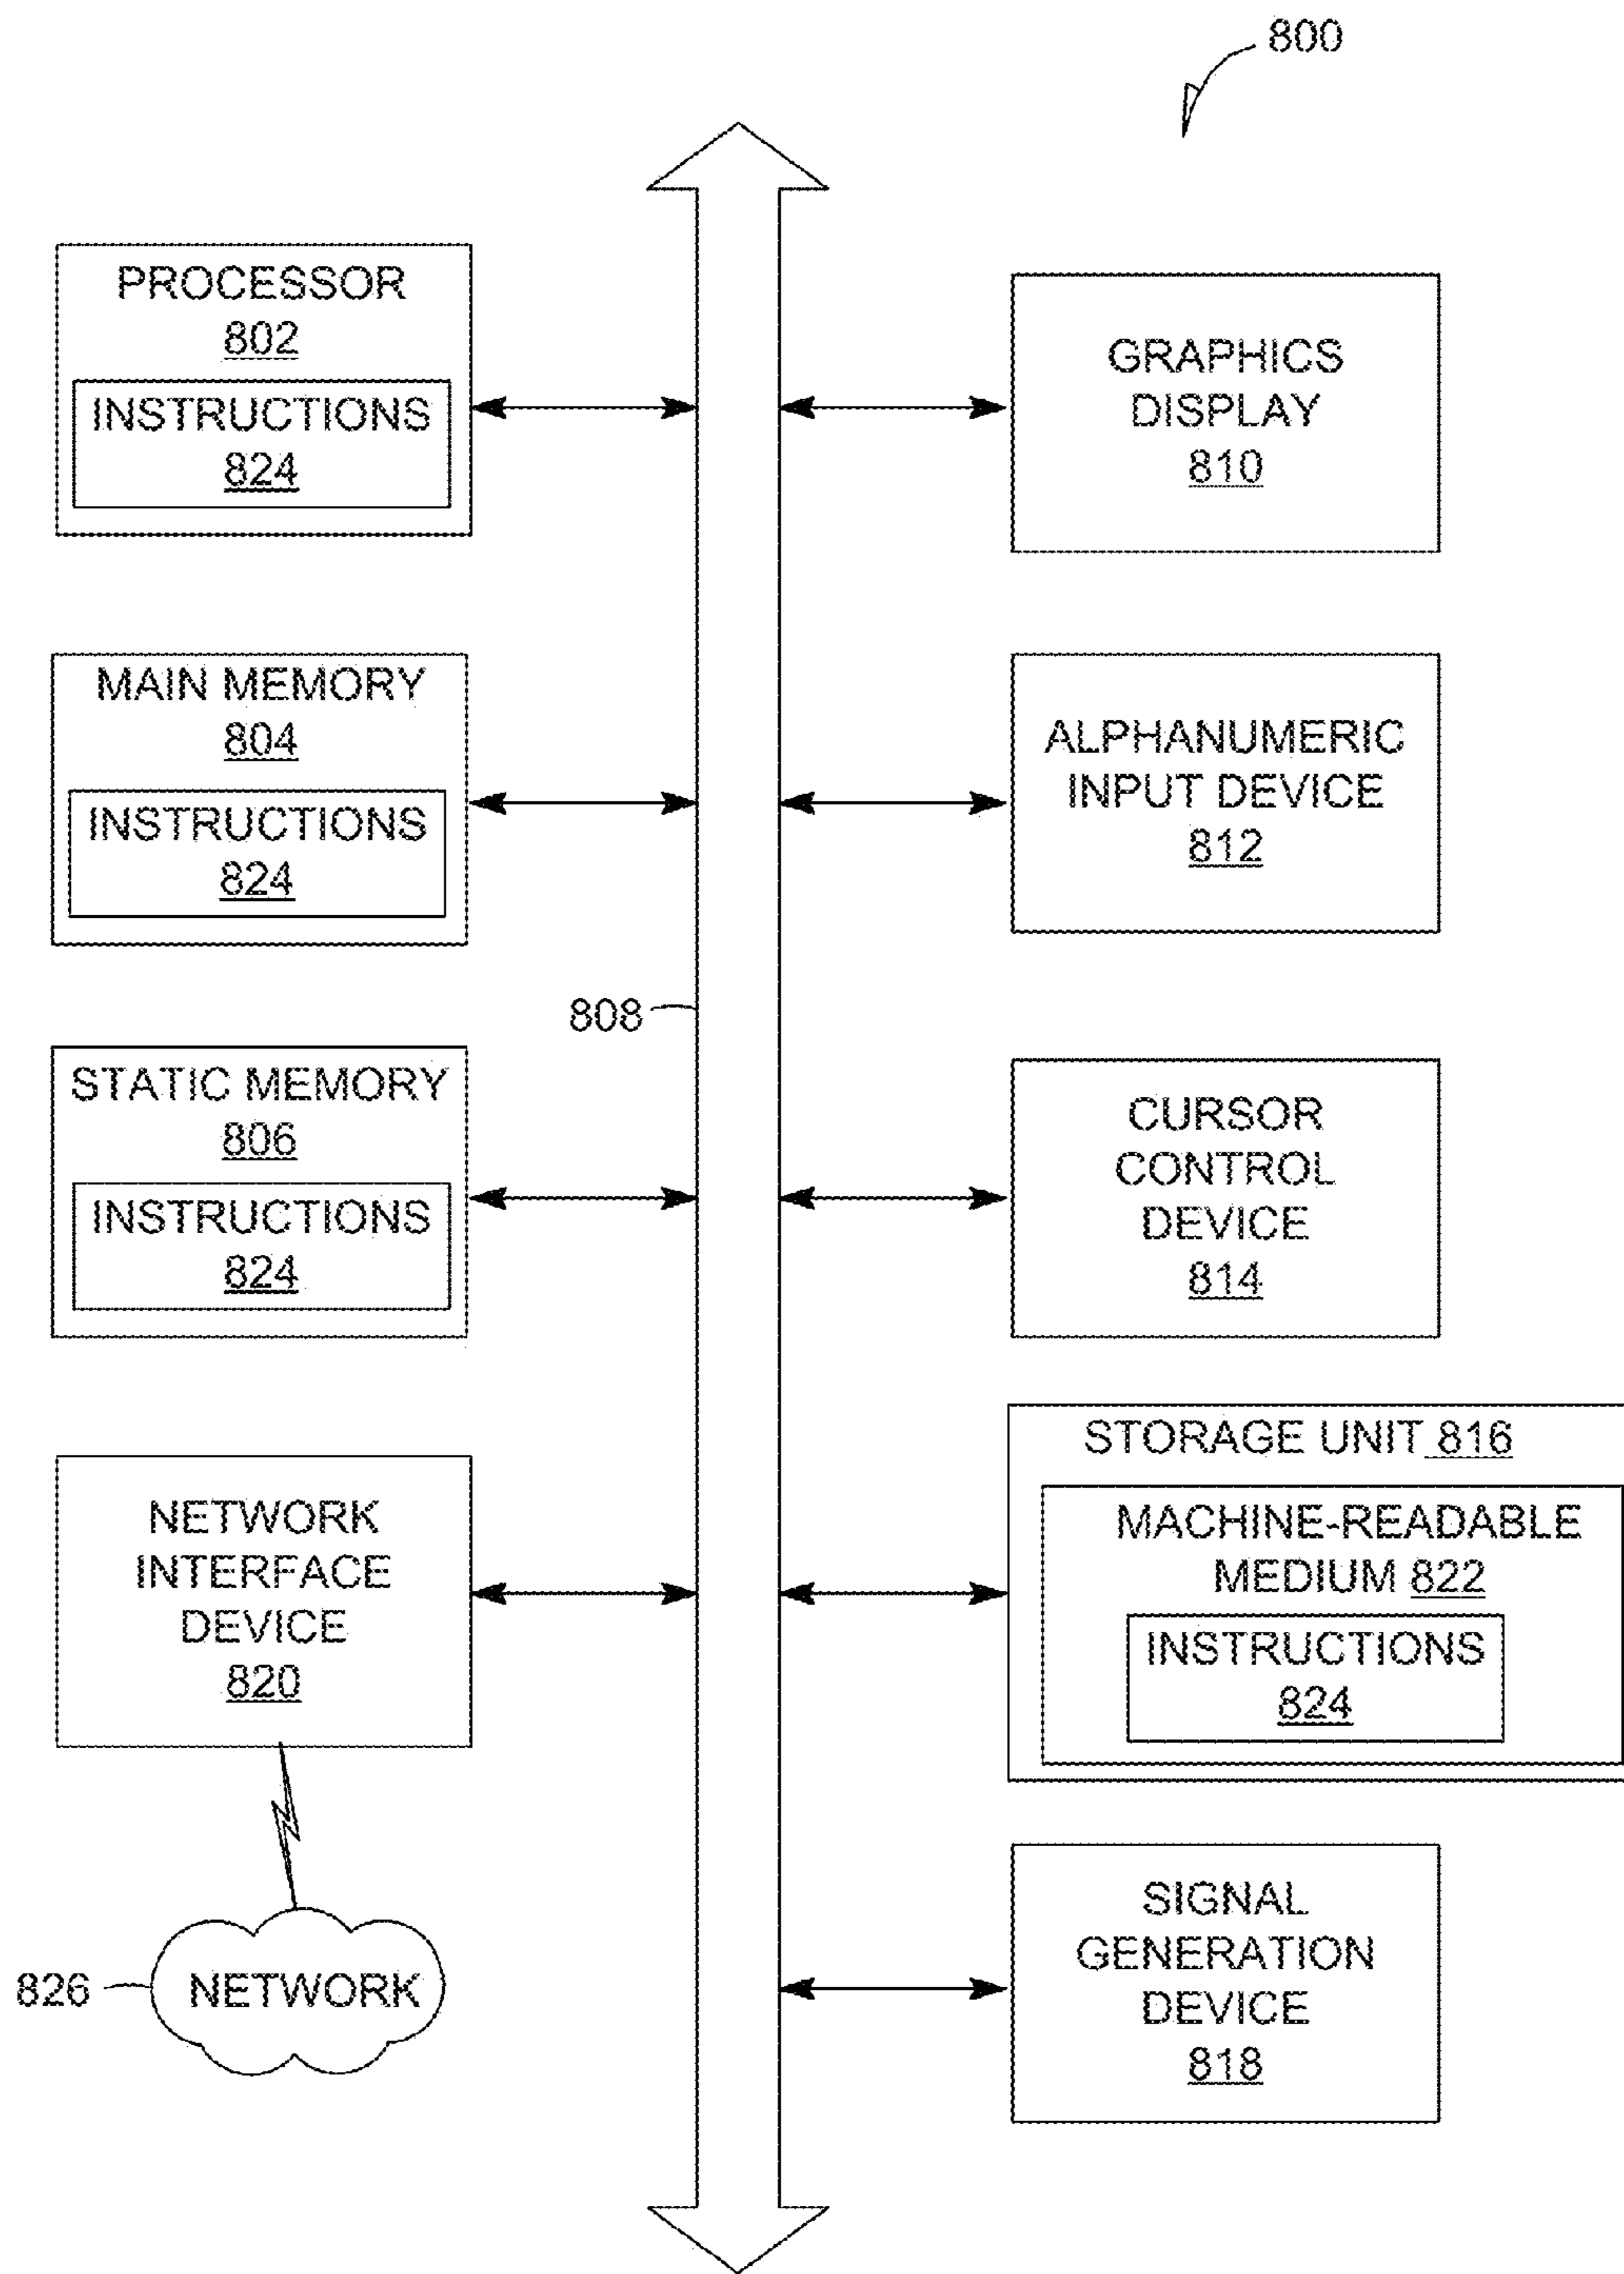 800
PROCESSOR
802
INSTRUCTIONS
824
MAIN MEMORY
804
INSTRUCTIONS
824
808
STATIC MEMORY
806
INSTRUCTIONS
824
NETWORK
INTERFACE
DEVICE
820
826
NETWORK
GRAPHICS
DISPLAY
810
ALPHANUMERIC
INPUT DEVICE
812
CURSOR
CONTROL
DEVICE
814
STORAGE UNIT 816
MACHINE-READABLE
MEDIUM 822
INSTRUCTIONS
824
SIGNAL
GENERATION
DEVICE
818